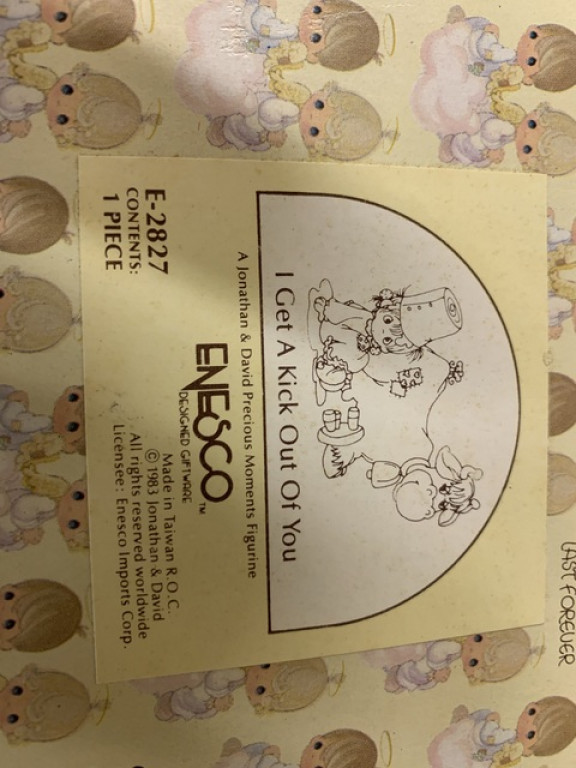 I Get A Kick Out Of You
A Jonathan & David Precious Moments Figurine
ENESCO™
DESIGNED GIFTWARE
E-2827
CONTENTS:
1 PIECE
Made in Taiwan R.O.C.
©1983 Jonathan & David
All rights reserved worldwide
Licensee: Enesco Imports Corp.
LAST FOREVER